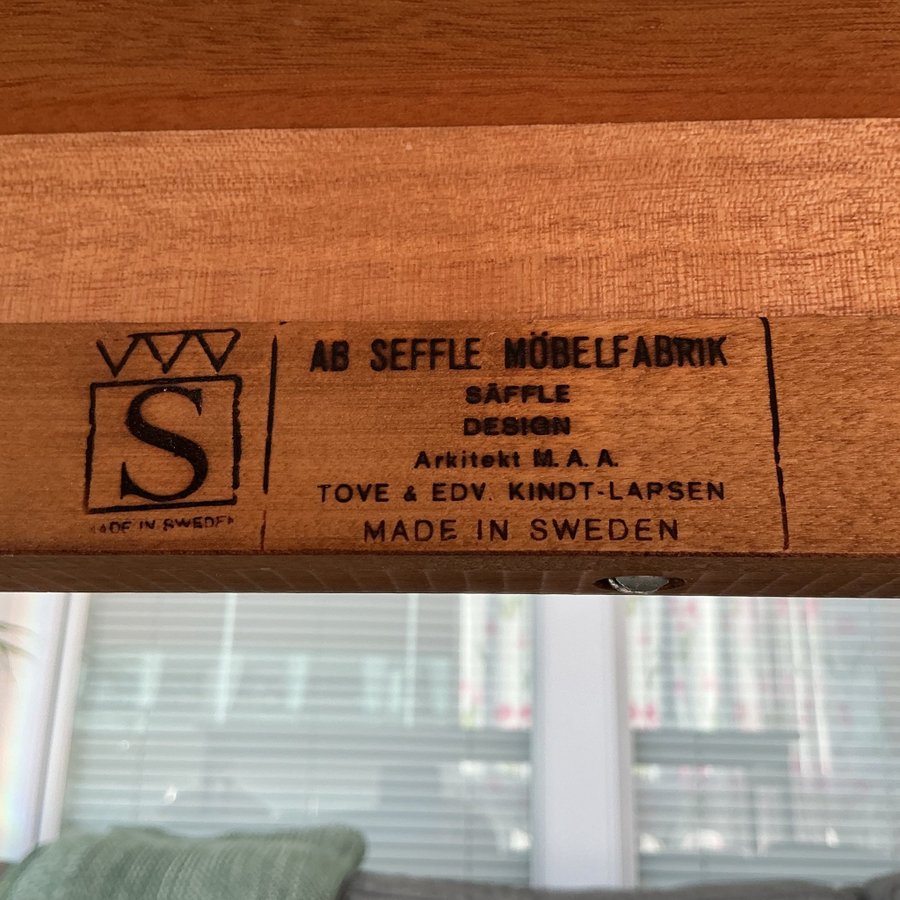 S
MADE IN SWEDEN
AB SEFFLE MÖBELFABRIK
SÄFFLE
DESIGN
Arkitekt M.A.A.
TOVE & EDV. KINDT-LARSEN
MADE IN SWEDEN